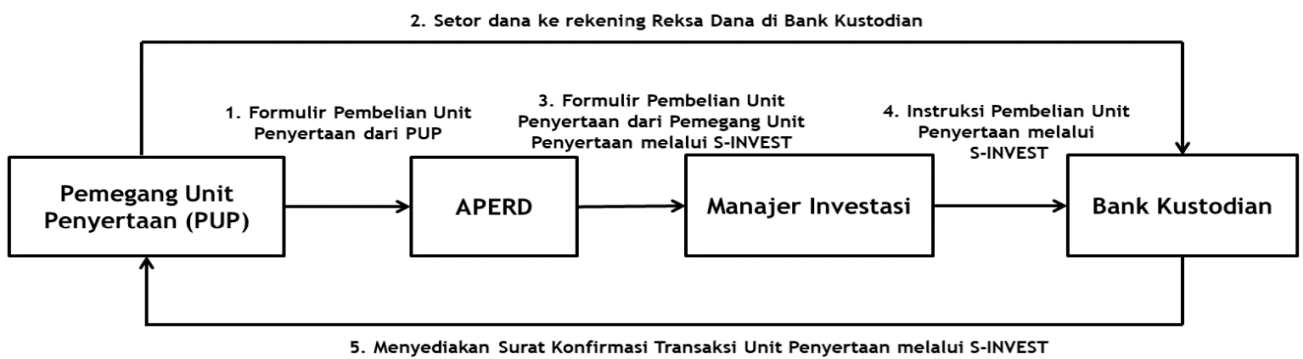 2. Setor dana ke rekening Reksa Dana di Bank Kustodian
1. Formulir Pembelian Unit
Penyertaan dari PUP
3. Formulir Pembelian Unit
Penyertaan dari Pemegang Unit
Penyertaan melalui S-INVEST
4. Instruksi Pembelian Unit
Penyertaan melalui
S-INVEST
Pemegang Unit
Penyertaan (PUP)
APERD
Manajer Investasi
Bank Kustodian
5. Menyediakan Surat Konfirmasi Transaksi Unit Penyertaan melalui S-INVEST